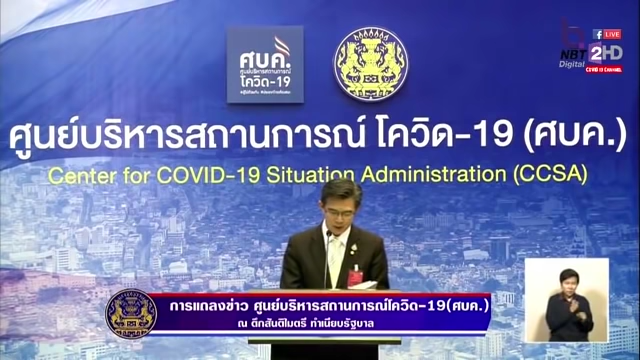 ศบค.
ศูนย์บริหารสถานการณ์
โควิด-19
f LIVE
NBT 2HD
Digital
COVID 19 CHANNEL
ศูนย์บริหารสถานการณ์ โควิด-19 (ศบค.)
Center for COVID-19 Situation Administration (CCSA)
การแถลงข่าว ศูนย์บริหารสถานการณ์โควิด-19(ศบค.)
ณ ตึกสันติไมตรี ทำเนียบรัฐบาล